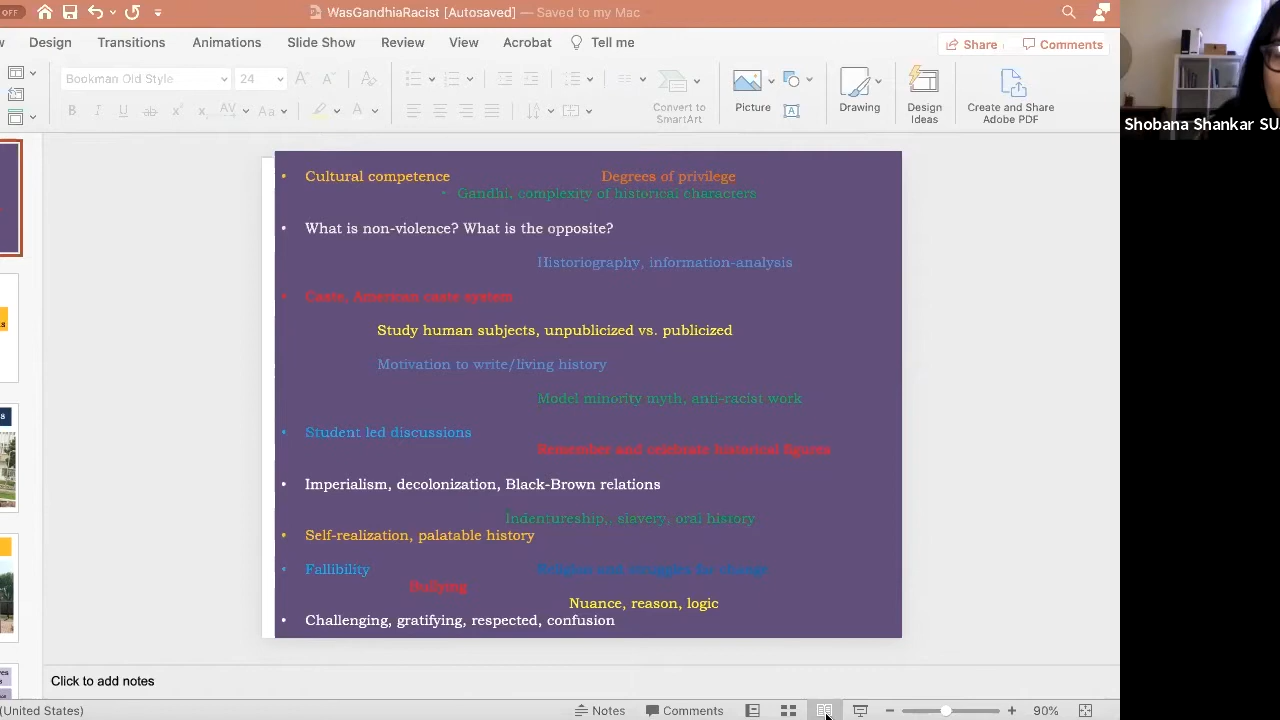 OFF
WasGandhiaRacist [Autosaved] — Saved to my Mac
Design Transitions Animations Slide Show Review View Acrobat Tell me
Share Comments
Bookman Old Style 24
Convert to SmartArt
Picture
Drawing
Design Ideas
Create and Share Adobe PDF
Shobana Shankar SU
• Cultural competence Degrees of privilege
• Gandhi, complexity of historical characters
• What is non-violence? What is the opposite?
Historiography, information-analysis
• Caste, American caste system
Study human subjects, unpublicized vs. publicized
Motivation to write/living history
Model minority myth, anti-racist work
• Student led discussions
Remember and celebrate historical figures
• Imperialism, decolonization, Black-Brown relations
Indentureship,, slavery, oral history
• Self-realization, palatable history
• Fallibility Religion and struggles for change
Bullying
Nuance, reason, logic
• Challenging, gratifying, respected, confusion
Click to add notes
(United States) Notes Comments 90%